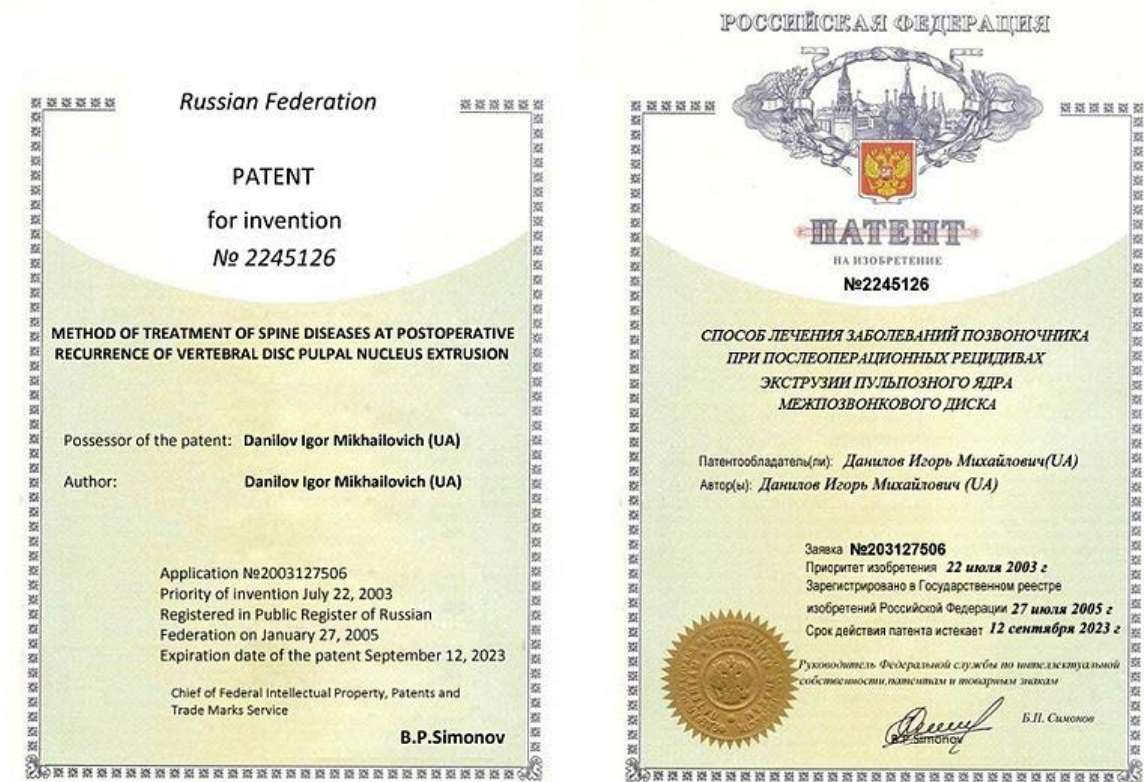 Russian Federation
PATENT
for invention
№ 2245126
METHOD OF TREATMENT OF SPINE DISEASES AT POSTOPERATIVE
RECURRENCE OF VERTEBRAL DISC PULPAL NUCLEUS EXTRUSION
Possessor of the patent: Danilov Igor Mikhailovich (UA)
Author: Danilov Igor Mikhailovich (UA)
Application №2003127506
Priority of invention July 22, 2003
Registered in Public Register of Russian
Federation on January 27, 2005
Expiration date of the patent September 12, 2023
Chief of Federal Intellectual Property, Patents and
Trade Marks Service
B.P.Simonov
РОССИЙСКАЯ ФЕДЕРАЦИЯ
ПАТЕНТ
НА ИЗОБРЕТЕНИЕ
№2245126
СПОСОБ ЛЕЧЕНИЯ ЗАБОЛЕВАНИЙ ПОЗВОНОЧНИКА
ПРИ ПОСЛЕОПЕРАЦИОННЫХ РЕЦИДИВАХ
ЭКСТРУЗИИ ПУЛЬПОЗНОГО ЯДРА
МЕЖПОЗВОНКОВОГО ДИСКА
Патентообладатель(ли): Данилов Игорь Михайлович(UA)
Автор(ы): Данилов Игорь Михайлович (UA)
Заявка №203127506
Приоритет изобретения 22 июля 2003 г
Зарегистрировано в Государственном реестре
изобретений Российской Федерации 27 июля 2005 г
Срок действия патента истекает 12 сентября 2023 г
Руководитель Федеральной службы по интеллектуальной
собственности,патентам и товарным знакам
Б.П. Симонов
B.P.Simonov